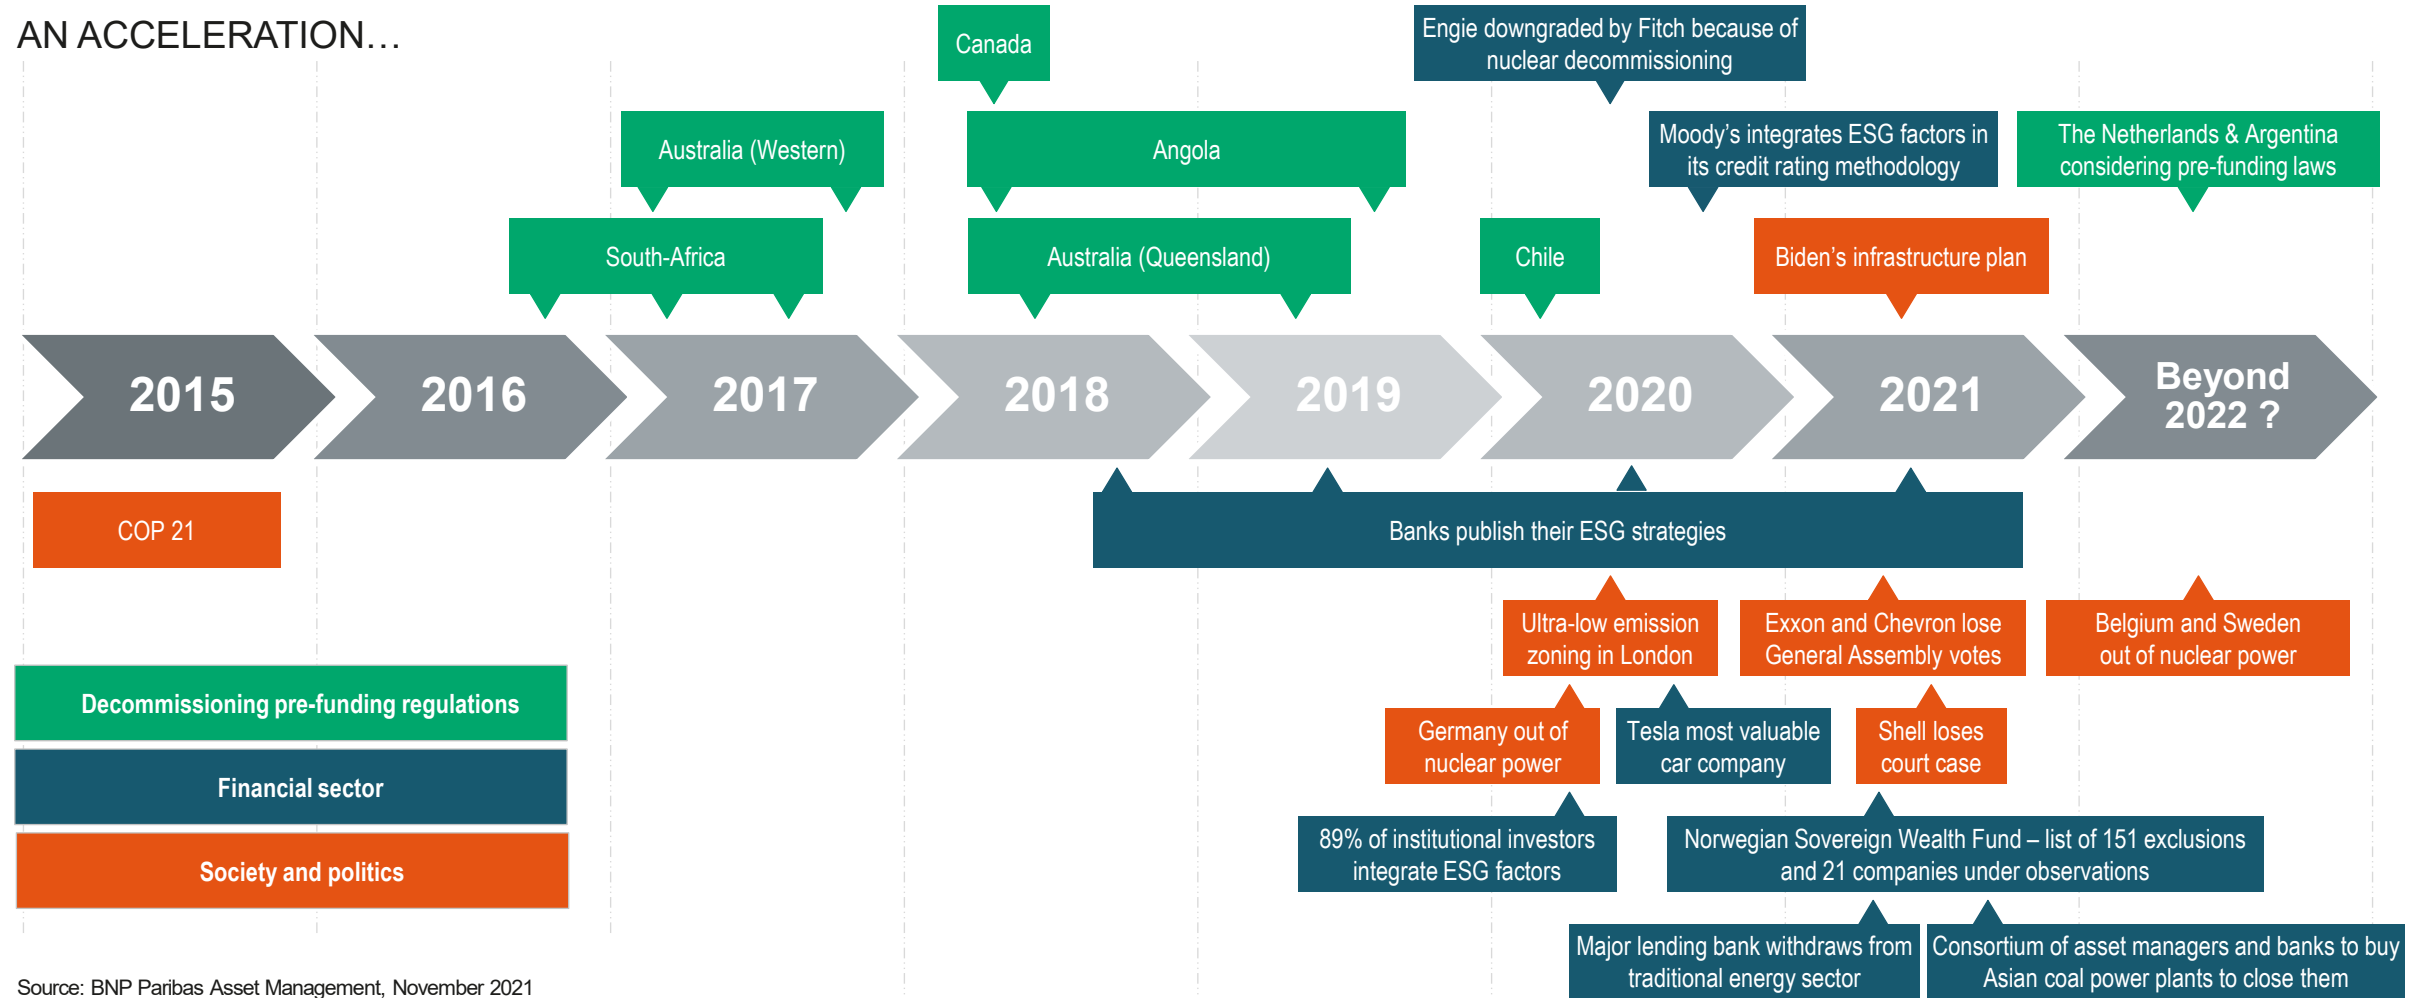 AN ACCELERATION…
Canada
Engie downgraded by Fitch because of
nuclear decommissioning
Australia (Western)
Angola
Moody’s integrates ESG factors in
its credit rating methodology
The Netherlands & Argentina
considering pre-funding laws
South-Africa
Australia (Queensland)
Chile
Biden’s infrastructure plan
2015
2016
2017
2018
2019
2020
2021
Beyond
2022 ?
COP 21
Banks publish their ESG strategies
Ultra-low emission
zoning in London
Exxon and Chevron lose
General Assembly votes
Belgium and Sweden
out of nuclear power
Decommissioning pre-funding regulations
Financial sector
Society and politics
Germany out of
nuclear power
Tesla most valuable
car company
Shell loses
court case
89% of institutional investors
integrate ESG factors
Norwegian Sovereign Wealth Fund – list of 151 exclusions
and 21 companies under observations
Major lending bank withdraws from
traditional energy sector
Consortium of asset managers and banks to buy
Asian coal power plants to close them
Source: BNP Paribas Asset Management, November 2021